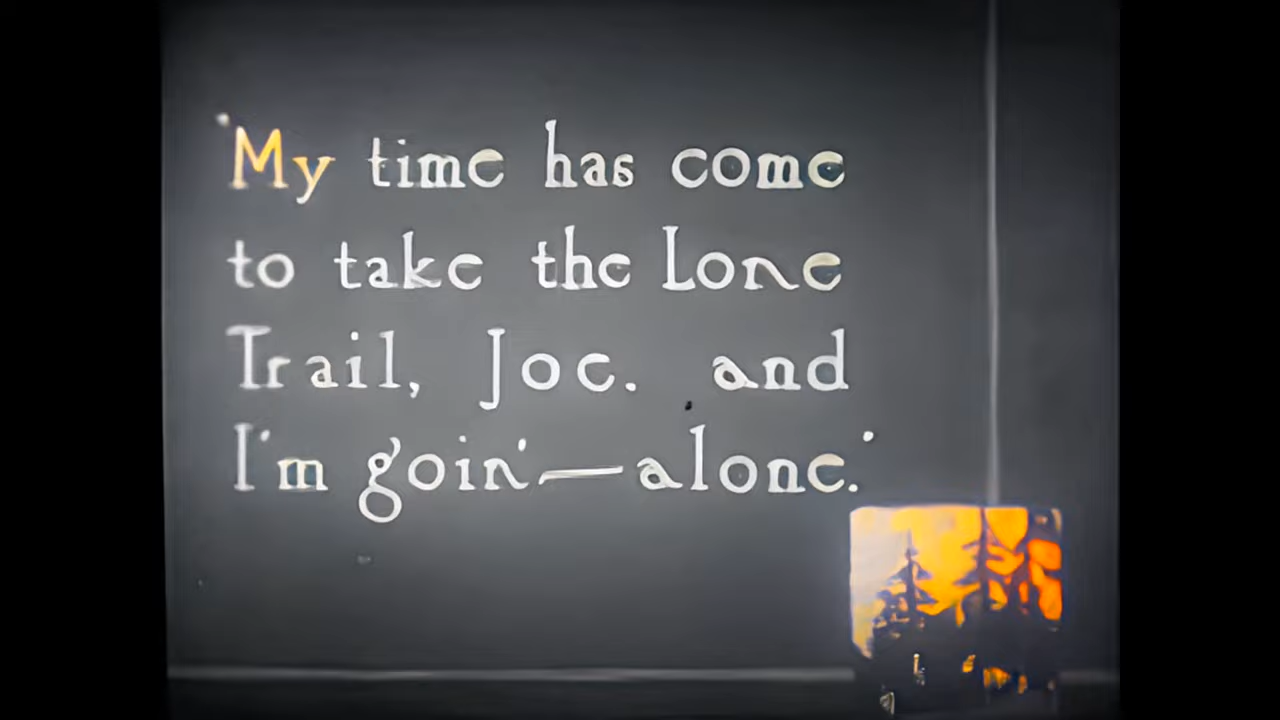 "My time has come
to take the Lone
Trail, Joe. and
I'm goin'—alone."